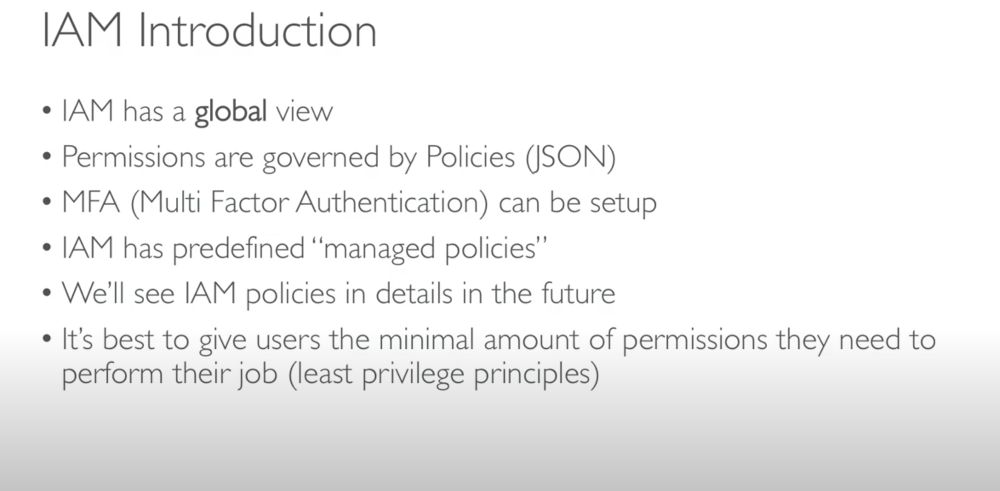 IAM Introduction
• IAM has a global view
• Permissions are governed by Policies (JSON)
• MFA (Multi Factor Authentication) can be setup
• IAM has predefined “managed policies”
• We’ll see IAM policies in details in the future
• It’s best to give users the minimal amount of permissions they need to
perform their job (least privilege principles)